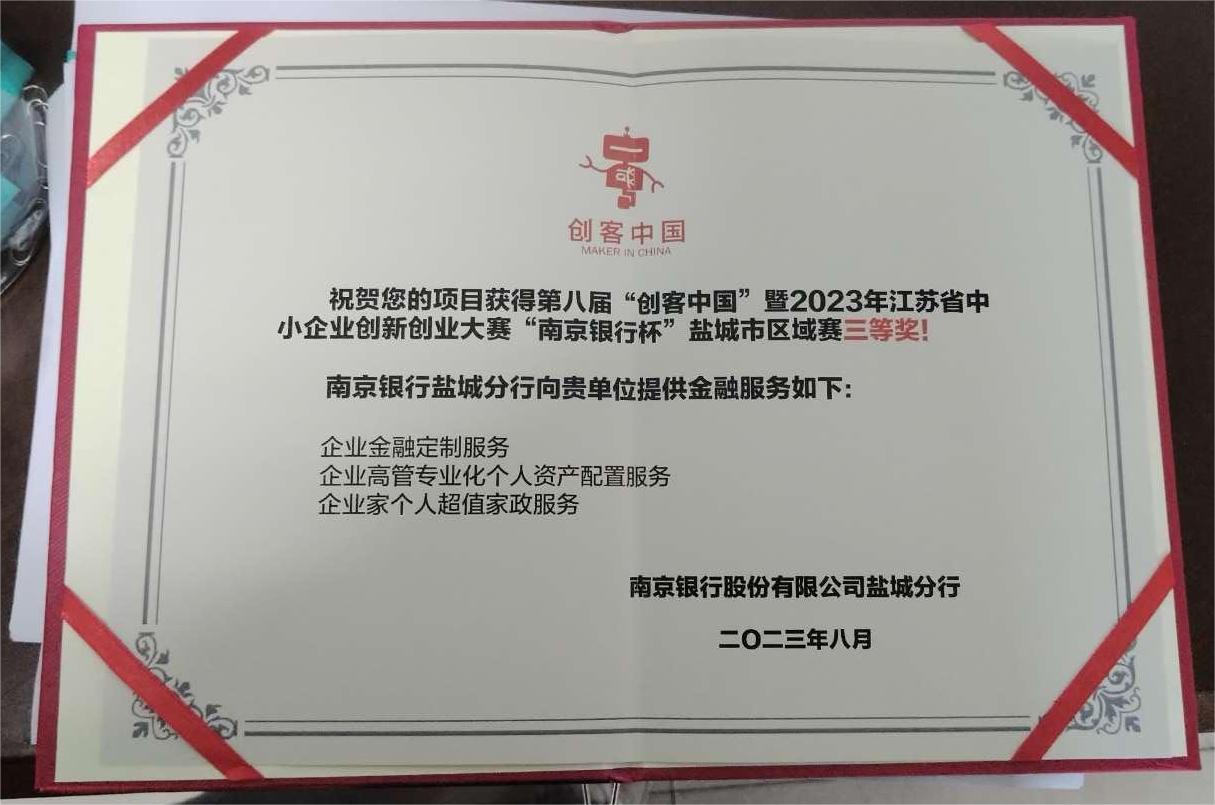 创客中国
MAKER IN CHINA
祝贺您的项目获得第八届“创客中国”暨2023年江苏省中
小企业创新创业大赛“南京银行杯”盐城市区域赛三等奖!
南京银行盐城分行向贵单位提供金融服务如下:
企业金融定制服务
企业高管专业化个人资产配置服务
企业家个人超值家政服务
南京银行股份有限公司盐城分行
二〇二三年八月